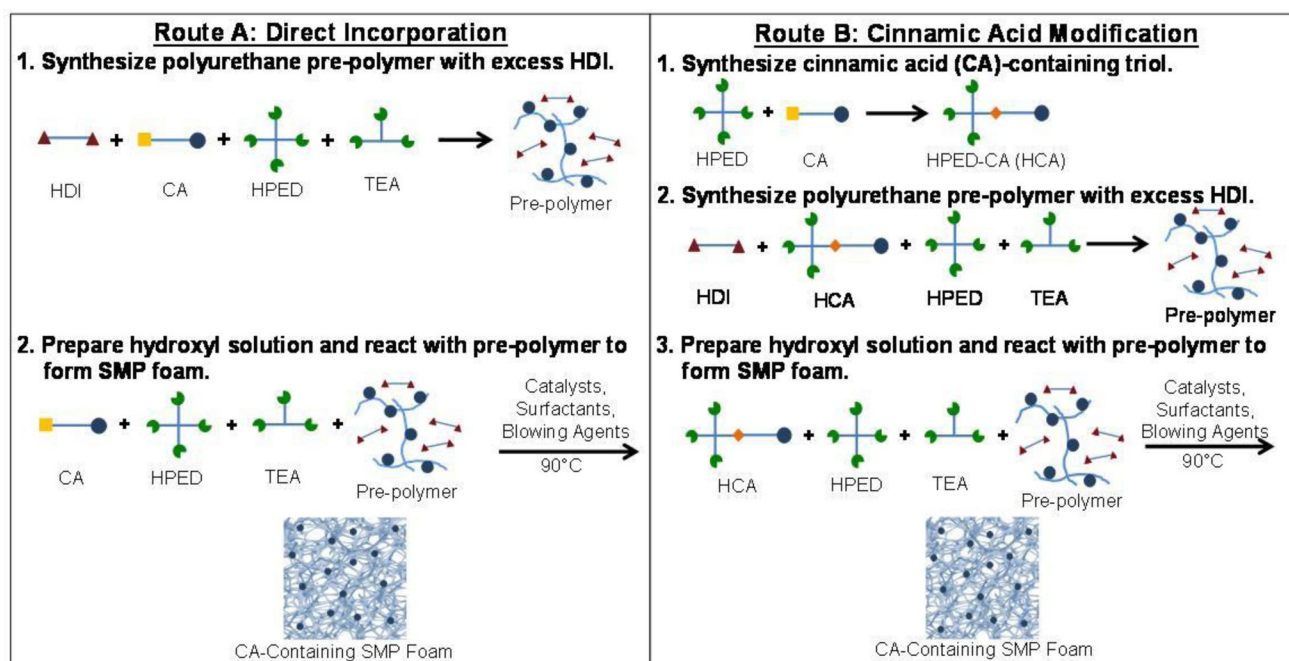 Route A: Direct Incorporation
1. Synthesize polyurethane pre-polymer with excess HDI.
+ + +
HDI CA HPED TEA Pre-polymer
2. Prepare hydroxyl solution and react with pre-polymer to
form SMP foam.
+ + +
CA HPED TEA Pre-polymer
Catalysts,
Surfactants,
Blowing Agents
90°C
CA-Containing SMP Foam
Route B: Cinnamic Acid Modification
1. Synthesize cinnamic acid (CA)-containing triol.
+
HPED CA HPED-CA (HCA)
2. Synthesize polyurethane pre-polymer with excess HDI.
+ + +
HDI HCA HPED TEA Pre-polymer
3. Prepare hydroxyl solution and react with pre-polymer to
form SMP foam.
+ + +
HCA HPED TEA Pre-polymer
Catalysts,
Surfactants,
Blowing Agents
90°C
CA-Containing SMP Foam